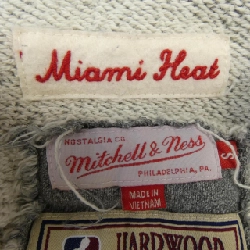 Miami Heat
NOSTALGIA CO.
Mitchell & Ness
PHILADELPHIA, PA.
S
MADE IN
VIETNAM
HARDWOOD